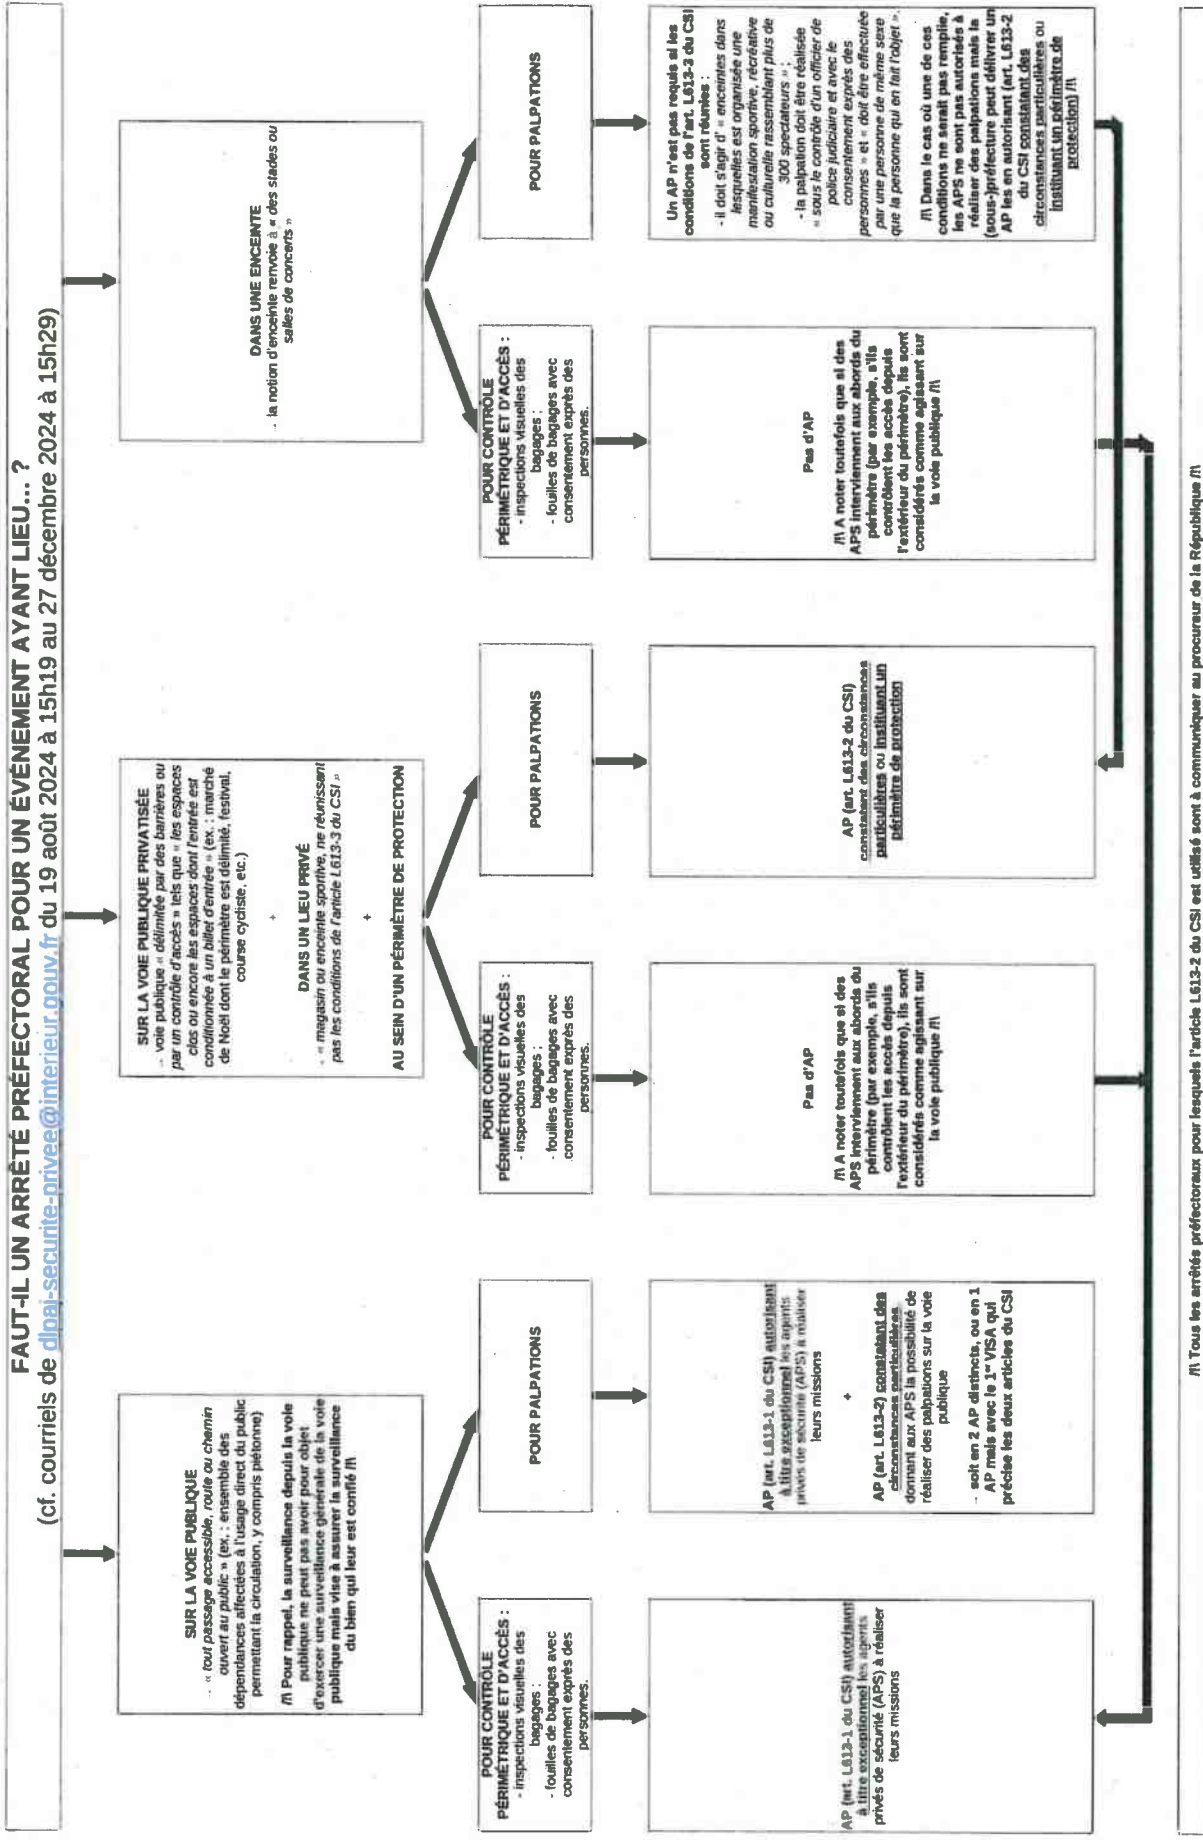 FAUT-IL UN ARRÊTÉ PRÉFECTORAL POUR UN ÉVÉNEMENT AYANT LIEU... ?
(cf. courriels de dlpaj-securite-privee@interieur.gouv.fr du 19 août 2024 à 15h19 au 27 décembre 2024 à 15h29)
SUR LA VOIE PUBLIQUE
→ « tout passage accessible, route ou chemin
ouvert au public » (ex. : ensemble des
dépendances affectées à l'usage direct du public
permettant la circulation, y compris piétonne)
/!\ Pour rappel, la surveillance depuis la voie
publique ne peut pas avoir pour objet
d'exercer une surveillance générale de la voie
publique mais vise à assurer la surveillance
du bien qui leur est confié /!\
POUR CONTRÔLE
PÉRIMÉTRIQUE ET D'ACCÈS :
- inspections visuelles des
bagages ;
- fouilles de bagages avec
consentement exprès des
personnes.
AP (art. L613-1 du CSI) autorisant
à titre exceptionnel les agents
privés de sécurité (APS) à réaliser
leurs missions
POUR PALPATIONS
AP (art. L613-1 du CSI) autorisant
à titre exceptionnel les agents
privés de sécurité (APS) à réaliser
leurs missions
+
AP (art. L613-2) constatant des
circonstances particulières
donnant aux APS la possibilité de
réaliser des palpations sur la voie
publique
→ soit en 2 AP distincts, ou en 1
AP mais avec le 1er VISA qui
précise les deux articles du CSI
SUR LA VOIE PUBLIQUE PRIVATISÉE
→ voie publique « délimitée par des barrières ou
par un contrôle d'accès » tels que « les espaces
clos ou encore les espaces dont l'entrée est
conditionnée à un billet d'entrée » (ex. : marché
de Noël dont le périmètre est délimité, festival,
course cycliste, etc.)
+
DANS UN LIEU PRIVÉ
→ « magasin ou enceinte sportive, ne réunissant
pas les conditions de l'article L613-3 du CSI »
+
AU SEIN D'UN PÉRIMÈTRE DE PROTECTION
POUR CONTRÔLE
PÉRIMÉTRIQUE ET D'ACCÈS :
- inspections visuelles des
bagages ;
- fouilles de bagages avec
consentement exprès des
personnes.
Pas d'AP
/!\ A noter toutefois que si des
APS interviennent aux abords du
périmètre (par exemple, s'ils
contrôlent les accès depuis
l'extérieur du périmètre), ils sont
considérés comme agissant sur
la voie publique /!\
POUR PALPATIONS
AP (art. L613-2 du CSI)
constatant des circonstances
particulières ou instituant un
périmètre de protection
DANS UNE ENCEINTE
→ la notion d'enceinte renvoie à « des stades ou
salles de concerts »
POUR CONTRÔLE
PÉRIMÉTRIQUE ET D'ACCÈS :
- inspections visuelles des
bagages ;
- fouilles de bagages avec
consentement exprès des
personnes.
Pas d'AP
/!\ A noter toutefois que si des
APS interviennent aux abords du
périmètre (par exemple, s'ils
contrôlent les accès depuis
l'extérieur du périmètre), ils sont
considérés comme agissant sur
la voie publique /!\
POUR PALPATIONS
Un AP n'est pas requis si les
conditions de l'art. L613-3 du CSI
sont réunies :
- il doit s'agir d' « enceintes dans
lesquelles est organisée une
manifestation sportive, récréative
ou culturelle rassemblant plus de
300 spectateurs » ;
- la palpation doit être réalisée
« sous le contrôle d'un officier de
police judiciaire et avec le
consentement exprès des
personnes » et « doit être effectuée
par une personne de même sexe
que la personne qui en fait l'objet ».
/!\ Dans le cas où une de ces
conditions ne serait pas remplie,
les APS ne sont pas autorisés à
réaliser des palpations mais la
(sous-)préfecture peut délivrer un
AP les en autorisant (art. L613-2
du CSI constatant des
circonstances particulières ou
instituant un périmètre de
protection) /!\
/!\ Tous les arrêtés préfectoraux pour lesquels l'article L613-2 du CSI est utilisé sont à communiquer au procureur de la République /!\